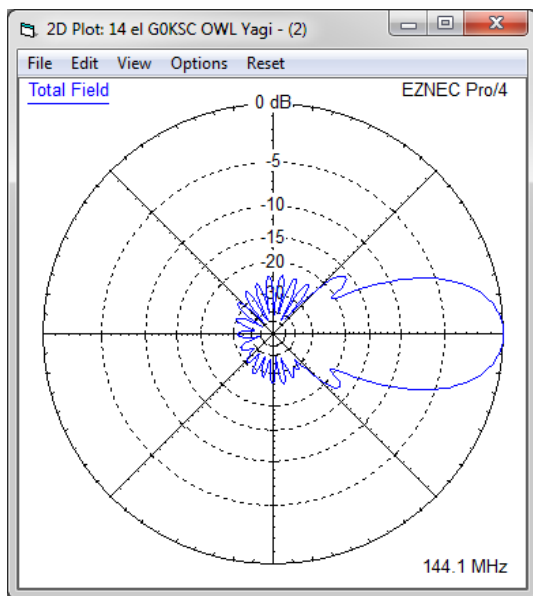 2D Plot: 14 el G0KSC OWL Yagi - (2)
File Edit View Options Reset
Total Field
EZNEC Pro/4
0 dB
-5
-10
-15
-20
-30
144.1 MHz